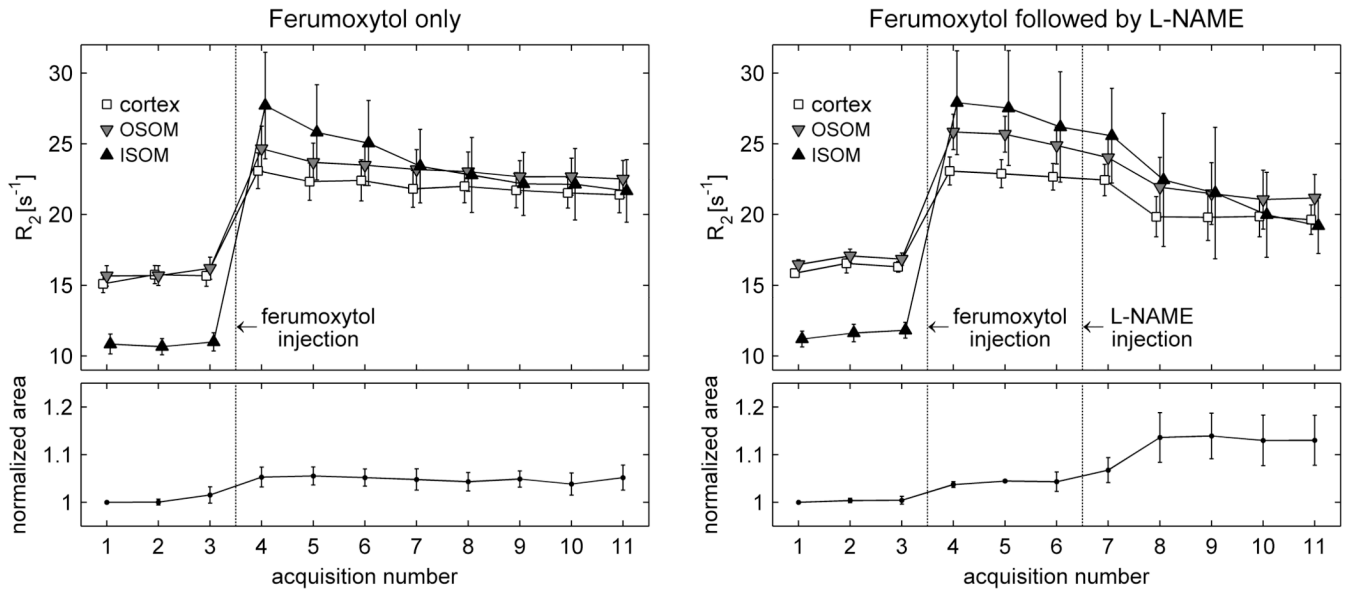 Ferumoxytol only
30
25
20
15
10
R2[s-1]
cortex
OSOM
ISOM
ferumoxytol
injection
1.2
1.1
1
normalized area
1 2 3 4 5 6 7 8 9 10 11
acquisition number
Ferumoxytol followed by L-NAME
30
25
20
15
10
R2[s-1]
cortex
OSOM
ISOM
ferumoxytol
injection
L-NAME
injection
1.2
1.1
1
normalized area
1 2 3 4 5 6 7 8 9 10 11
acquisition number